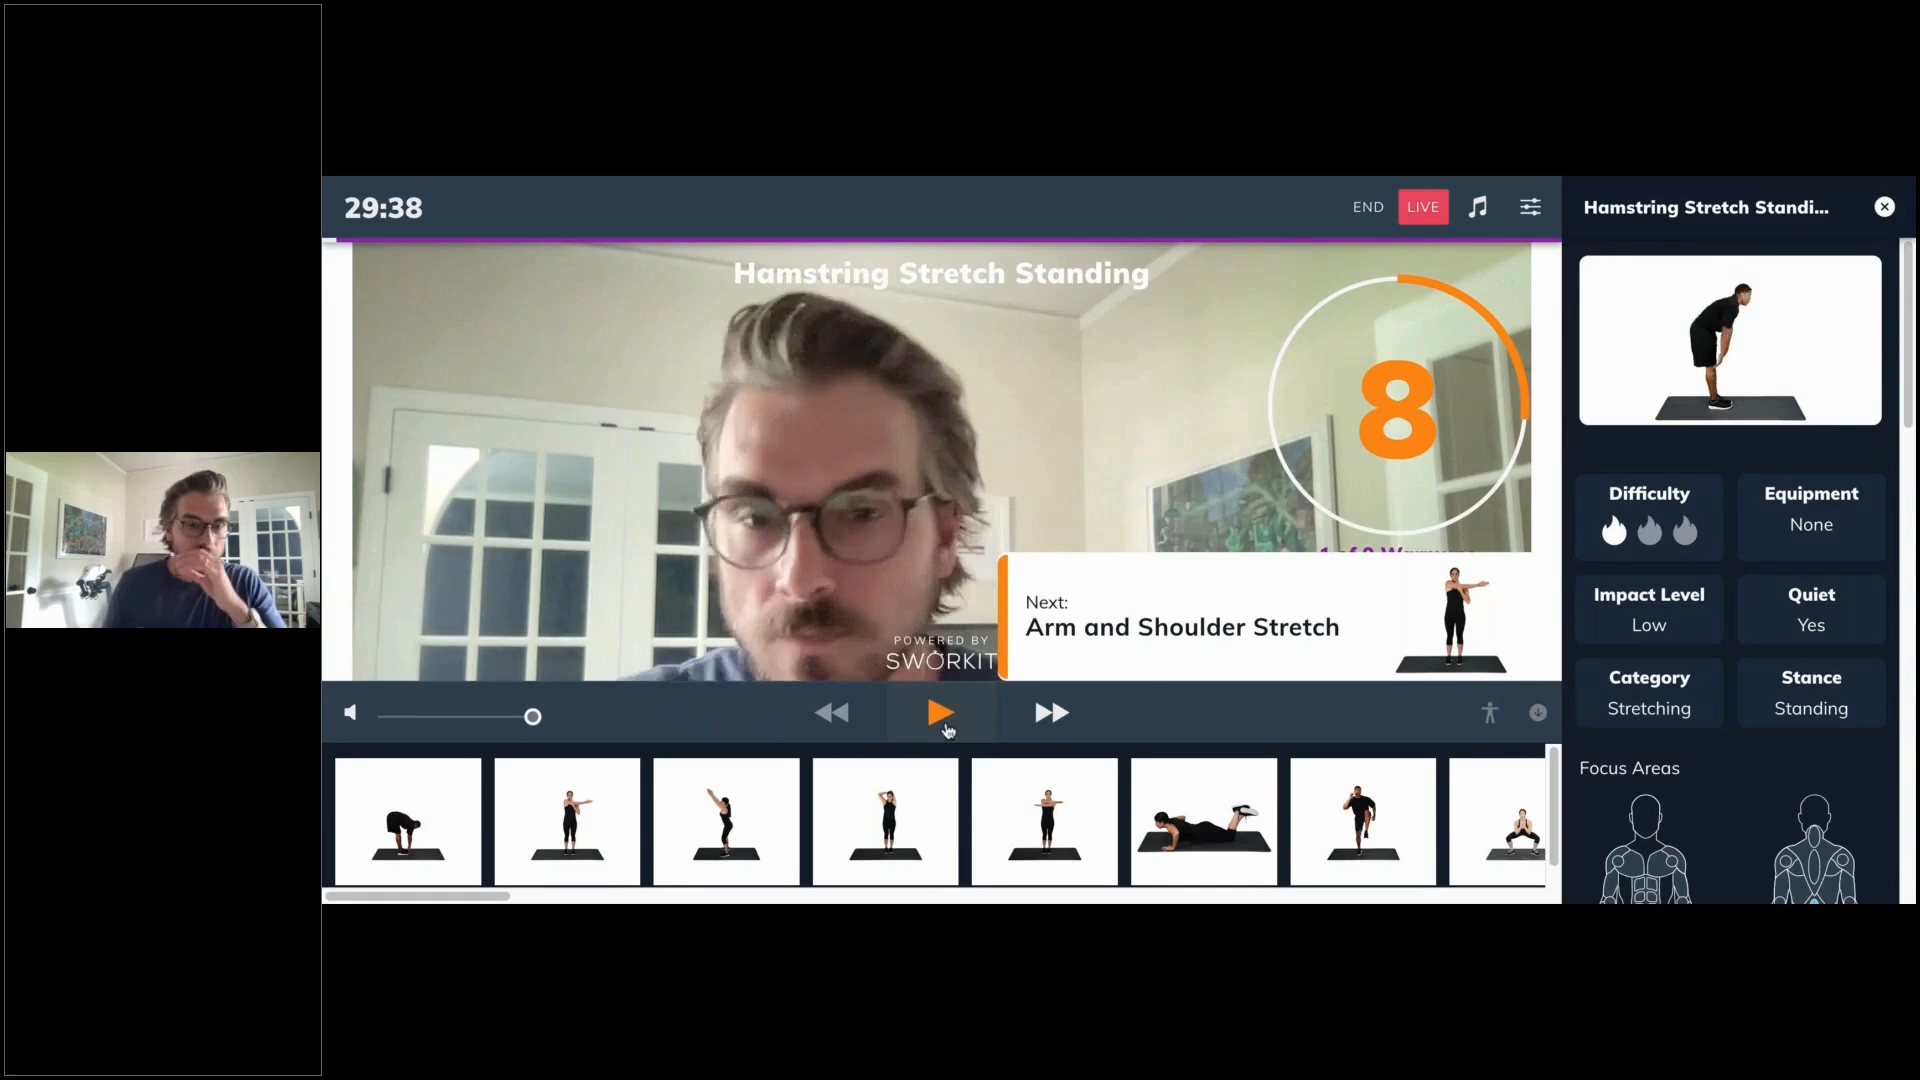 29:38
END
LIVE
Hamstring Stretch Standi...
Hamstring Stretch Standing
8
Next:
Arm and Shoulder Stretch
POWERED BY
SWORKIT
Difficulty
Equipment
None
Impact Level
Low
Quiet
Yes
Category
Stretching
Stance
Standing
Focus Areas